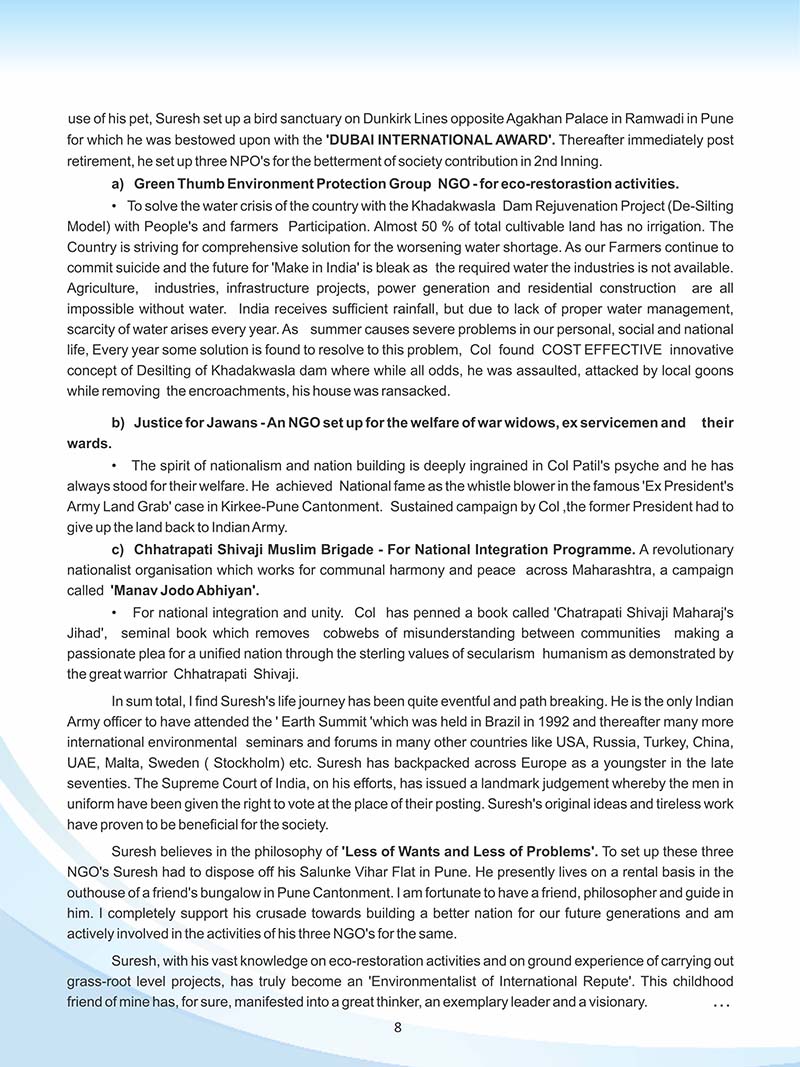 use of his pet, Suresh set up a bird sanctuary on Dunkirk Lines opposite Agakhan Palace in Ramwadi in Pune
for which he was bestowed upon with the 'DUBAI INTERNATIONAL AWARD'. Thereafter immediately post
retirement, he set up three NPO's for the betterment of society contribution in 2nd Inning.
a) Green Thumb Environment Protection Group NGO - for eco-restorastion activities.
• To solve the water crisis of the country with the Khadakwasla Dam Rejuvenation Project (De-Silting
Model) with People's and farmers Participation. Almost 50 % of total cultivable land has no irrigation. The
Country is striving for comprehensive solution for the worsening water shortage. As our Farmers continue to
commit suicide and the future for 'Make in India' is bleak as the required water the industries is not available.
Agriculture, industries, infrastructure projects, power generation and residential construction are all
impossible without water. India receives sufficient rainfall, but due to lack of proper water management,
scarcity of water arises every year. As summer causes severe problems in our personal, social and national
life, Every year some solution is found to resolve to this problem, Col found COST EFFECTIVE innovative
concept of Desilting of Khadakwasla dam where while all odds, he was assaulted, attacked by local goons
while removing the encroachments, his house was ransacked.
b) Justice for Jawans - An NGO set up for the welfare of war widows, ex servicemen and their
wards.
• The spirit of nationalism and nation building is deeply ingrained in Col Patil's psyche and he has
always stood for their welfare. He achieved National fame as the whistle blower in the famous 'Ex President's
Army Land Grab' case in Kirkee-Pune Cantonment. Sustained campaign by Col ,the former President had to
give up the land back to Indian Army.
c) Chhatrapati Shivaji Muslim Brigade - For National Integration Programme. A revolutionary
nationalist organisation which works for communal harmony and peace across Maharashtra, a campaign
called 'Manav Jodo Abhiyan'.
• For national integration and unity. Col has penned a book called 'Chatrapati Shivaji Maharaj's
Jihad', seminal book which removes cobwebs of misunderstanding between communities making a
passionate plea for a unified nation through the sterling values of secularism humanism as demonstrated by
the great warrior Chhatrapati Shivaji.
In sum total, I find Suresh's life journey has been quite eventful and path breaking. He is the only Indian
Army officer to have attended the ' Earth Summit 'which was held in Brazil in 1992 and thereafter many more
international environmental seminars and forums in many other countries like USA, Russia, Turkey, China,
UAE, Malta, Sweden ( Stockholm) etc. Suresh has backpacked across Europe as a youngster in the late
seventies. The Supreme Court of India, on his efforts, has issued a landmark judgement whereby the men in
uniform have been given the right to vote at the place of their posting. Suresh's original ideas and tireless work
have proven to be beneficial for the society.
Suresh believes in the philosophy of 'Less of Wants and Less of Problems'. To set up these three
NGO's Suresh had to dispose off his Salunke Vihar Flat in Pune. He presently lives on a rental basis in the
outhouse of a friend's bungalow in Pune Cantonment. I am fortunate to have a friend, philosopher and guide in
him. I completely support his crusade towards building a better nation for our future generations and am
actively involved in the activities of his three NGO's for the same.
Suresh, with his vast knowledge on eco-restoration activities and on ground experience of carrying out
grass-root level projects, has truly become an 'Environmentalist of International Repute'. This childhood
friend of mine has, for sure, manifested into a great thinker, an exemplary leader and a visionary. ...
8